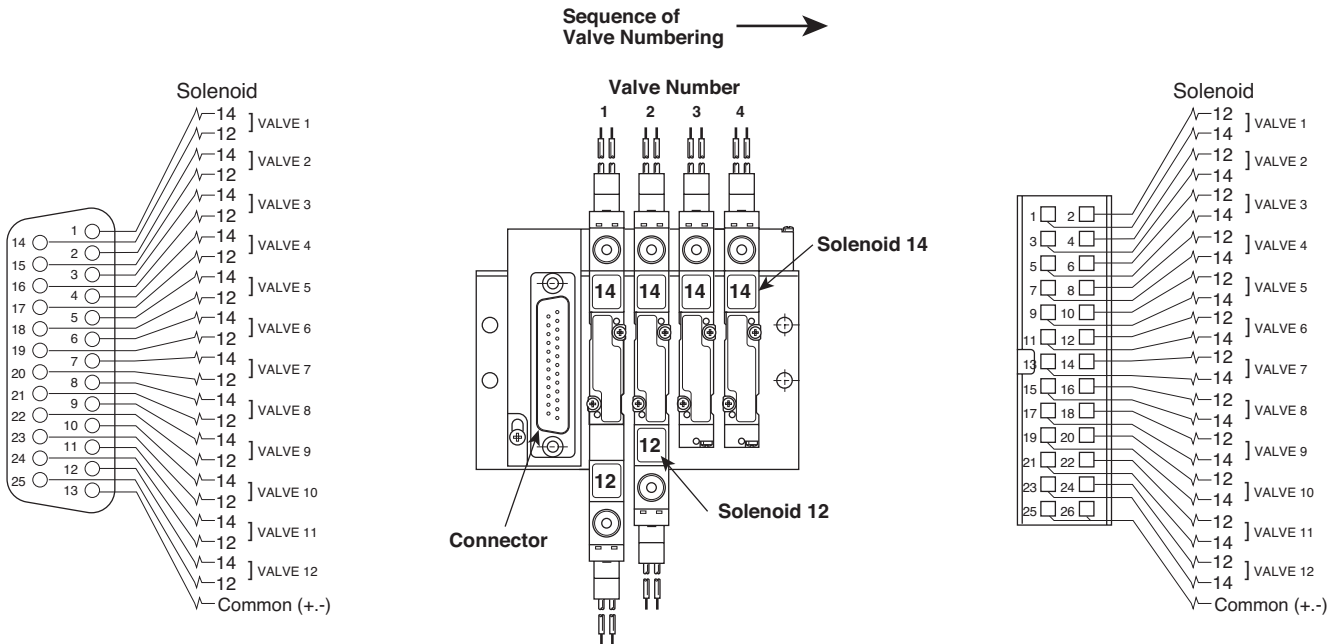 Sequence of
Valve Numbering
Valve Number
1 2 3 4
Solenoid
14
12
] VALVE 1
14
12
] VALVE 2
14
12
] VALVE 3
14
12
] VALVE 4
14
12
] VALVE 5
14
12
] VALVE 6
14
12
] VALVE 7
14
12
] VALVE 8
14
12
] VALVE 9
14
12
] VALVE 10
14
12
] VALVE 11
14
12
] VALVE 12
Common (+.-)
1
14
2
15
3
16
4
17
5
18
6
19
7
20
8
21
9
22
10
23
11
24
12
25
13
14 14 14 14
Solenoid 14
12
12
Solenoid 12
Connector
Solenoid
12
14
] VALVE 1
12
14
] VALVE 2
12
14
] VALVE 3
12
14
] VALVE 4
12
14
] VALVE 5
12
14
] VALVE 6
12
14
] VALVE 7
12
14
] VALVE 8
12
14
] VALVE 9
12
14
] VALVE 10
12
14
] VALVE 11
12
14
] VALVE 12
Common (+.-)
1 2
3 4
5 6
7 8
9 10
11 12
13 14
15 16
17 18
19 20
21 22
23 24
25 26